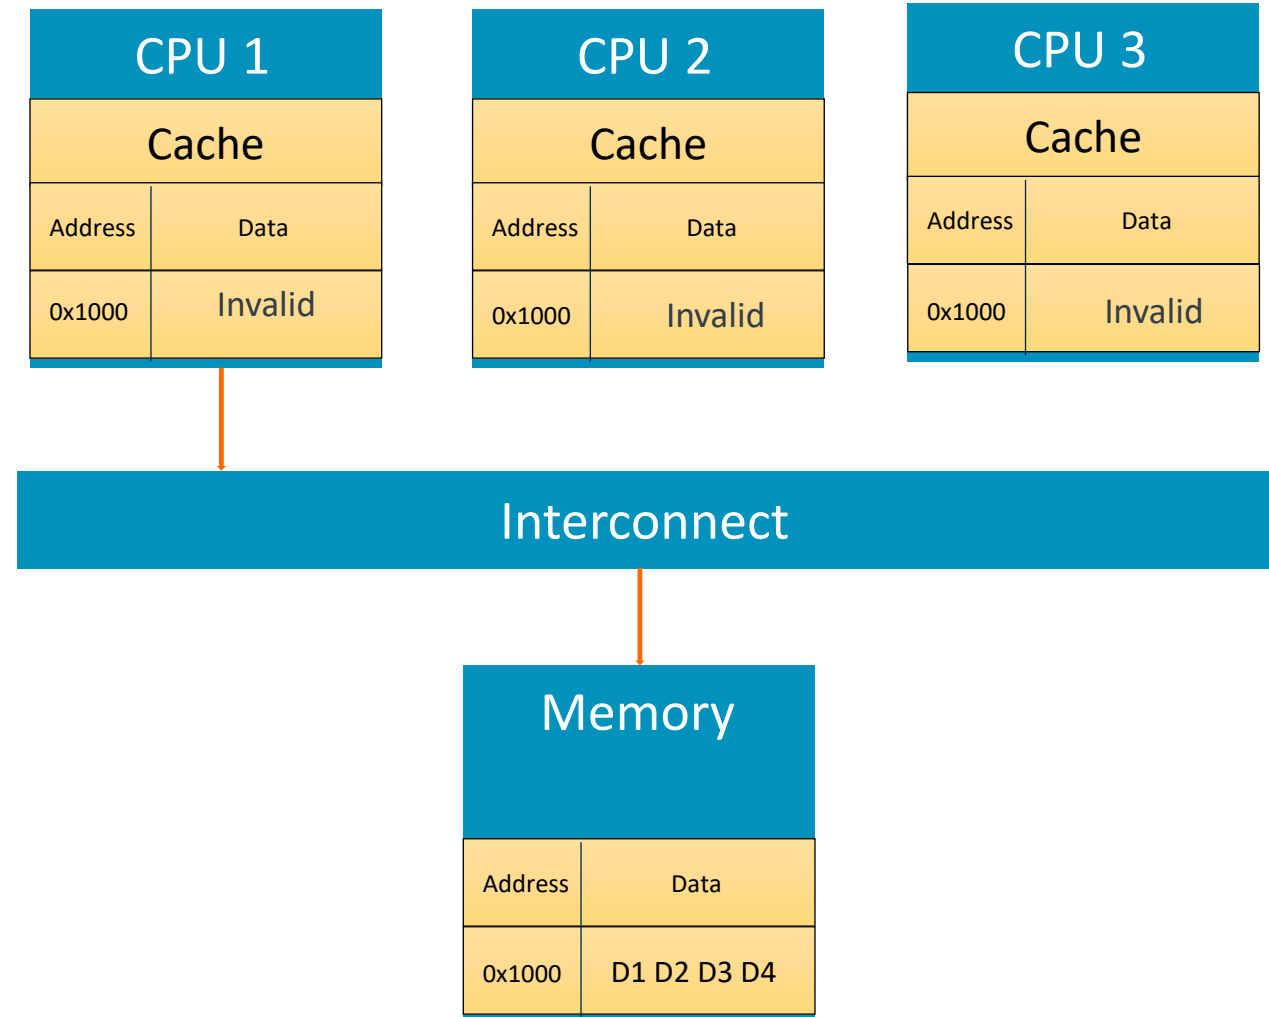 CPU 1
Cache
Address Data
0x1000 Invalid
CPU 2
Cache
Address Data
0x1000 Invalid
CPU 3
Cache
Address Data
0x1000 Invalid
Interconnect
Memory
Address Data
0x1000 D1 D2 D3 D4